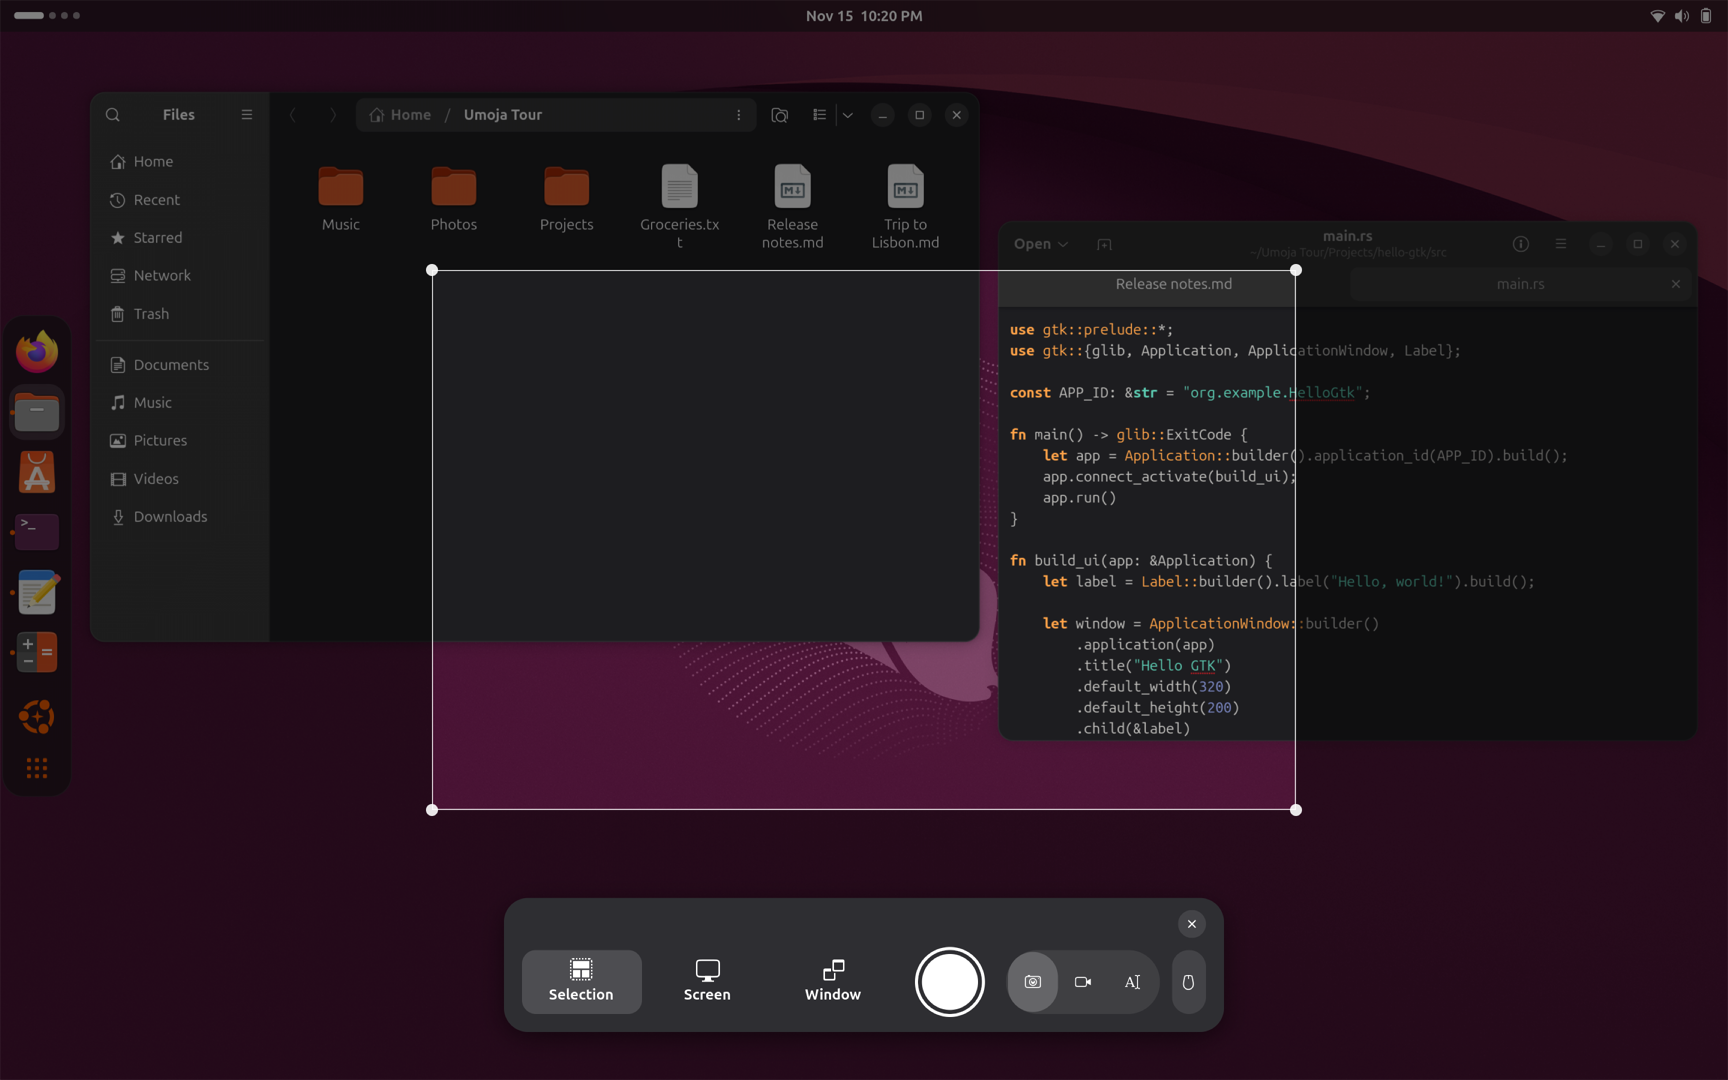 Nov 15 10:20 PM
Files
Home / Umoja Tour
Home
Recent
Starred
Network
Trash
Documents
Music
Pictures
Videos
Downloads
Music
Photos
Projects
Groceries.tx
t
Release
notes.md
Trip to
Lisbon.md
Open
main.rs
~/Umoja Tour/Projects/hello-gtk/src
Release notes.md
main.rs
use gtk::prelude::*;
use gtk::{glib, Application, ApplicationWindow, Label};
const APP_ID: &str = "org.example.HelloGtk";
fn main() -> glib::ExitCode {
    let app = Application::builder().application_id(APP_ID).build();
    app.connect_activate(build_ui);
    app.run()
}
fn build_ui(app: &Application) {
    let label = Label::builder().label("Hello, world!").build();
    let window = ApplicationWindow::builder()
        .application(app)
        .title("Hello GTK")
        .default_width(320)
        .default_height(200)
        .child(&label)
Selection
Screen
Window